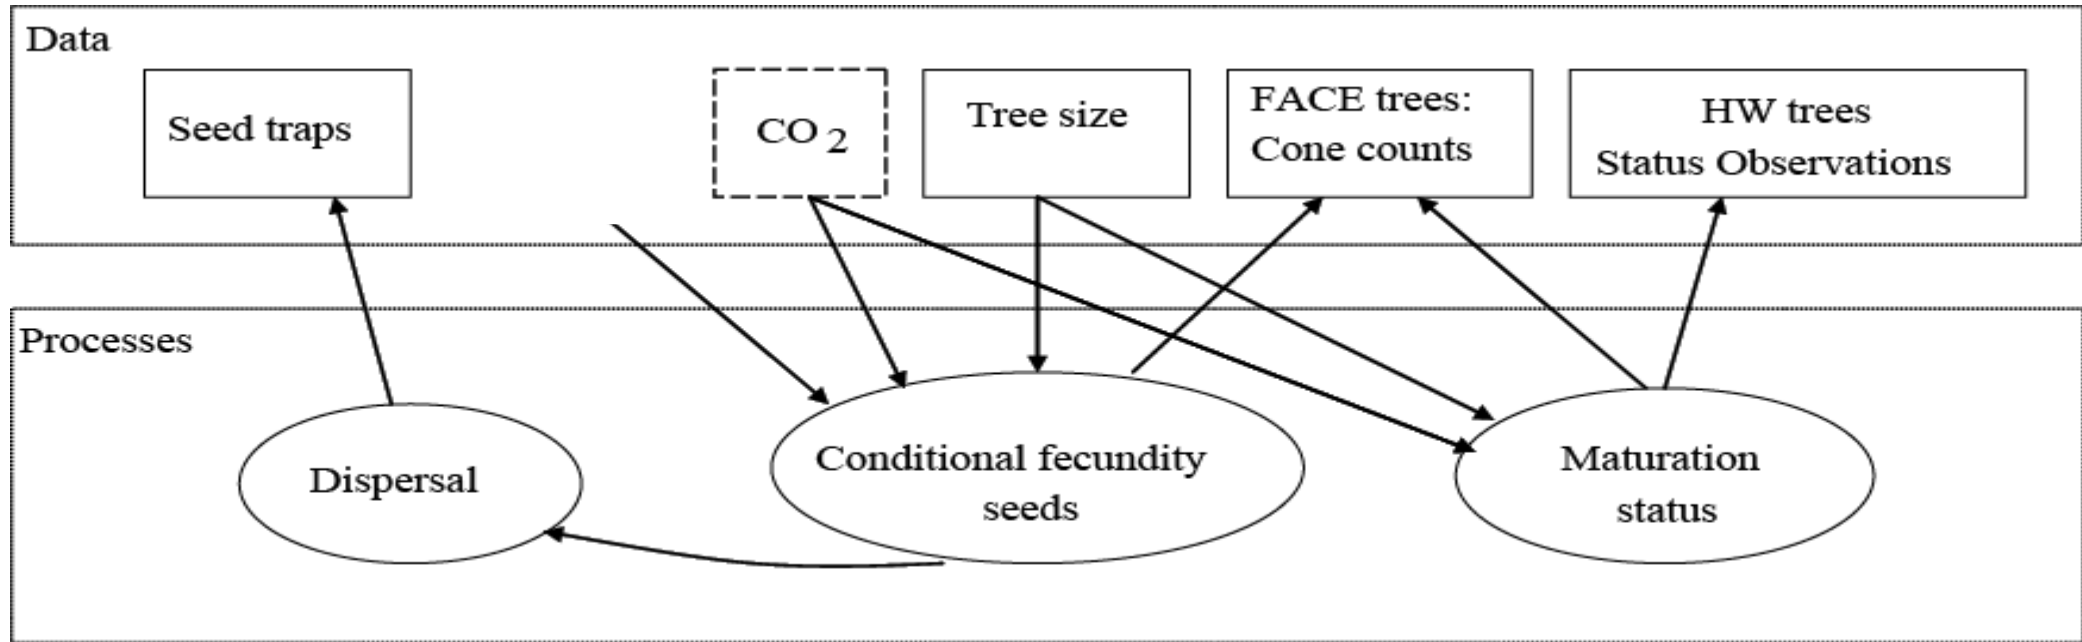 Data
Seed traps
CO 2
Tree size
FACE trees:
Cone counts
HW trees
Status Observations
Processes
Dispersal
Conditional fecundity
seeds
Maturation
status